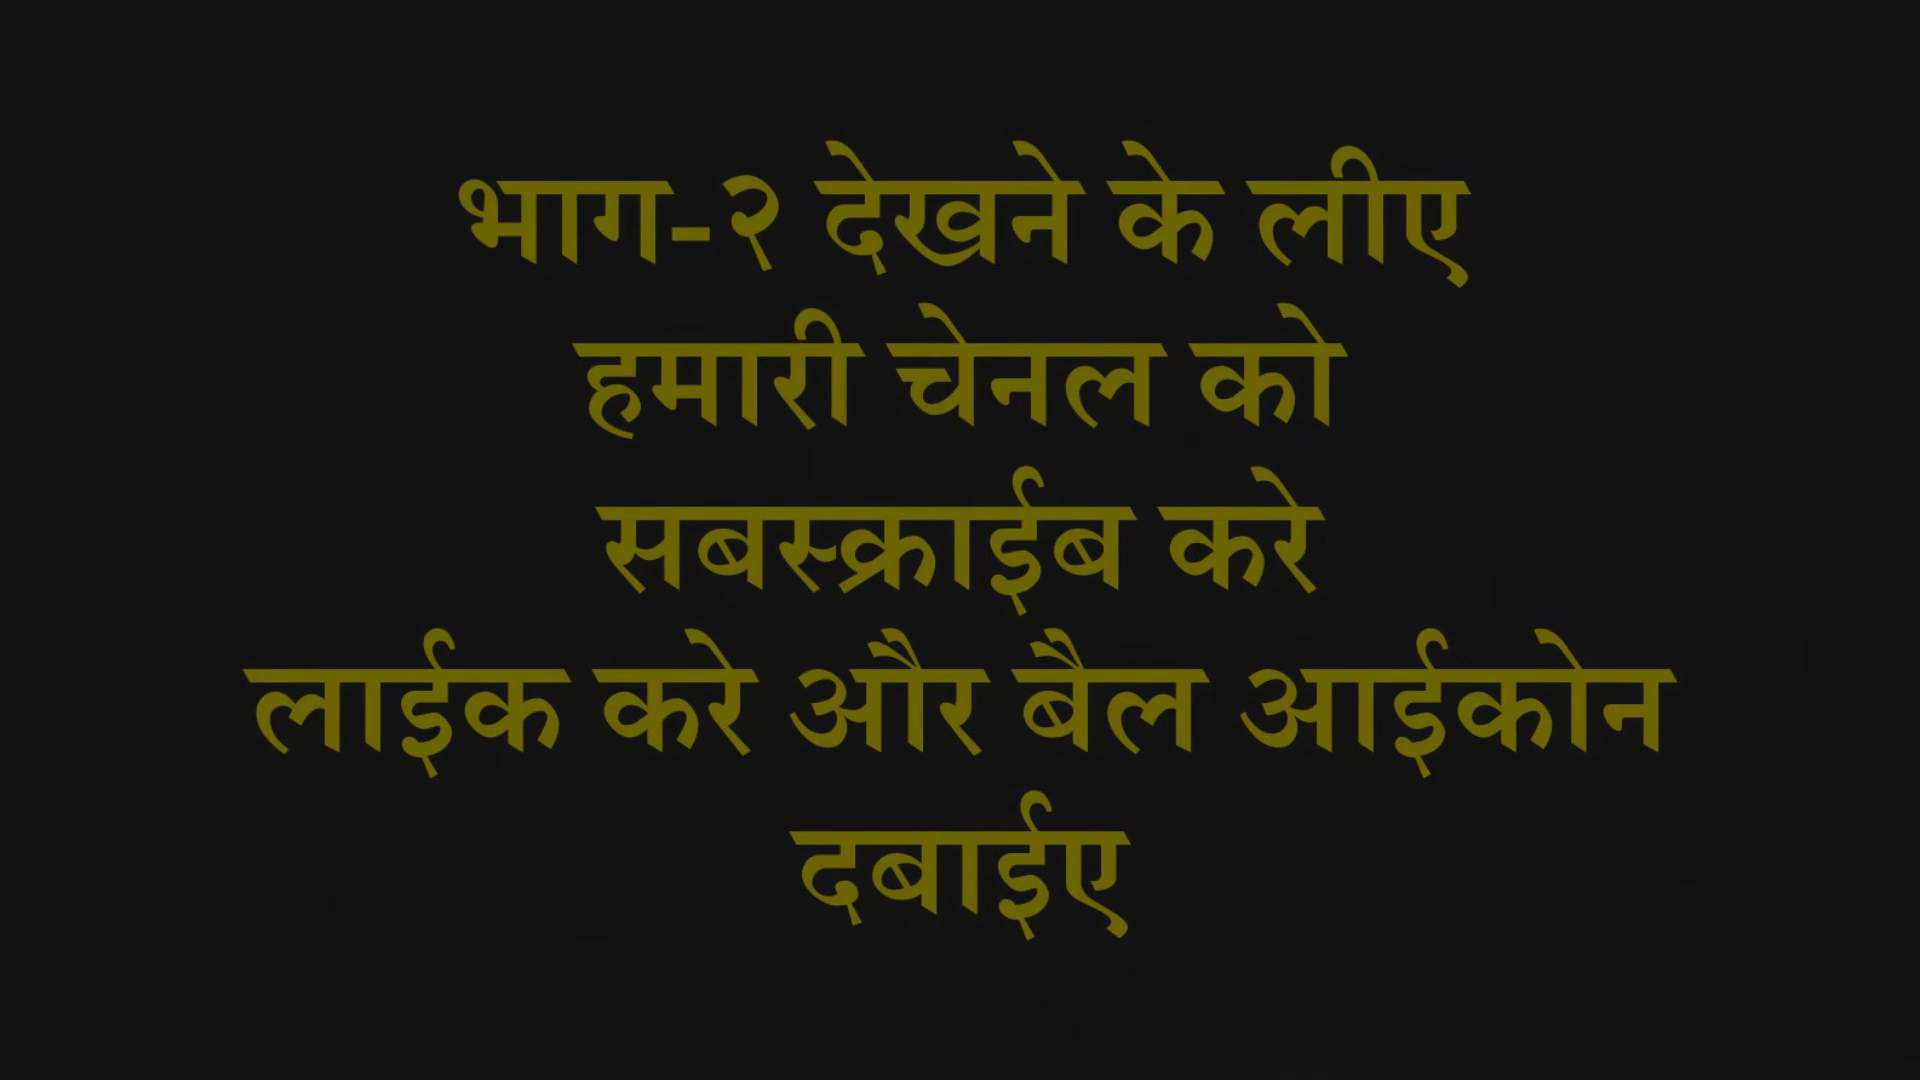 भाग-२ देखने के लीए
हमारी चेनल को
सबस्क्राईब करे
लाईक करे और बैल आईकोन
दबाईए